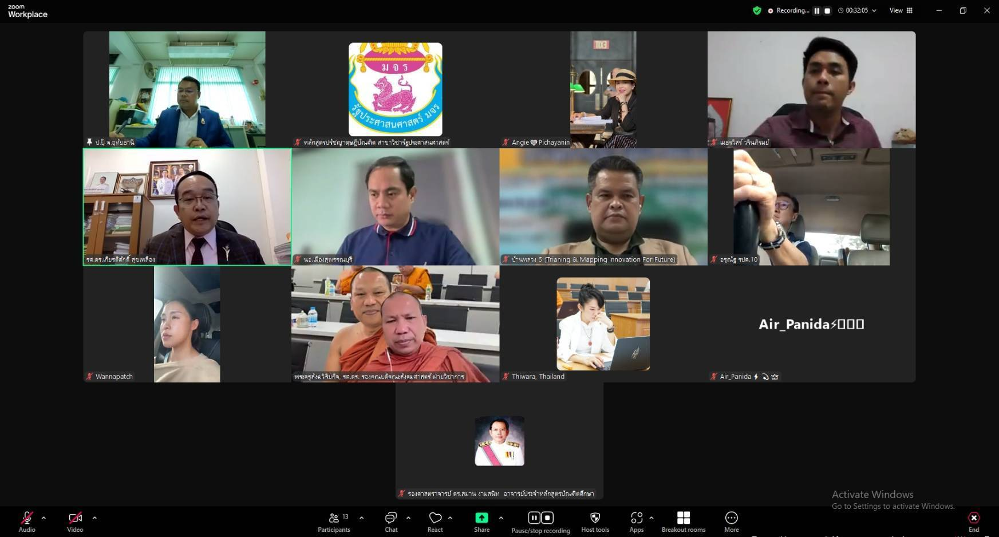 zoom
Workplace
Recording...
00:32:05
View
มจร
รัฐประศาสนศาสตร์ มจร
103
ป.ปุ๊ จ.อุทัยธานี
หลักสูตรปรัชญาดุษฎีบัณฑิต สาขาวิชารัฐประศาสนศาสตร์
Angie Pichayanin
เมธรวิสร์ วรินภิรมย์
รศ.ดร.เกียรติศักดิ์ สุขเหลือง
นอ.เมืองสุพรรณบุรี
บ้านหลวง 5 (Trianing & Mapping Innovation For Future)
อรุณัฐ รปศ.10
Air_Panida⚡
Wannapatch
พระครูสังฆวิริยกิจ, รศ.ดร. รองคณบดีคณะสังคมศาสตร์ ฝ่ายวิชาการ
Thiwara, Thailand
Air_Panida
รองศาสตราจารย์ ดร.สมาน งามสนิท อาจารย์ประจำหลักสูตรบัณฑิตศึกษา
Activate Windows
Go to Settings to activate Windows.
Audio
Video
Participants
13
Chat
React
Share
Pause/stop recording
Host tools
Apps
Breakout rooms
More
End